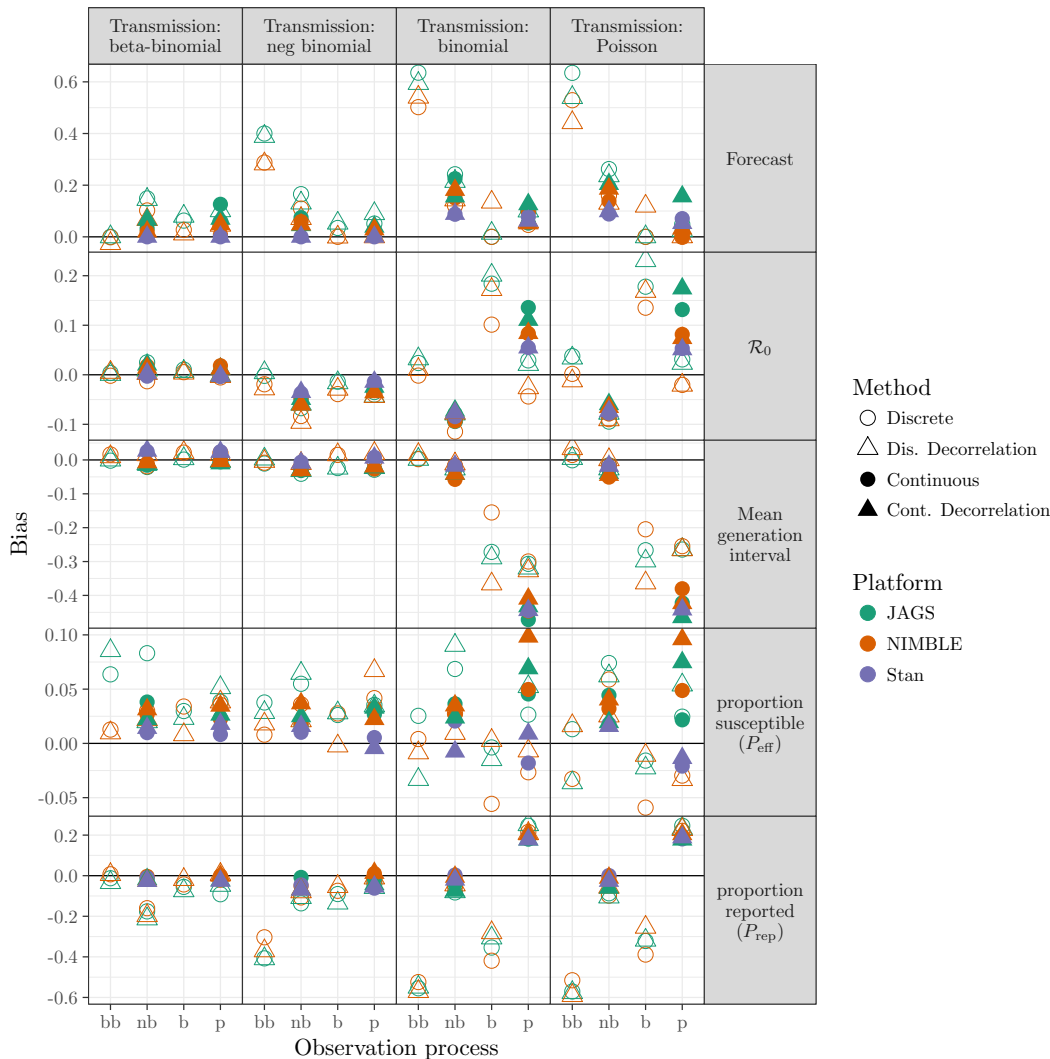 Transmission: beta-binomial
Transmission: neg binomial
Transmission: binomial
Transmission: Poisson
Bias
0.6
0.4
0.2
0.0
Forecast
0.2
0.1
0.0
-0.1
R₀
0.0
-0.1
-0.2
-0.3
-0.4
Mean
generation
interval
0.10
0.05
0.00
-0.05
proportion
susceptible
(P_eff)
0.2
0.0
-0.2
-0.4
-0.6
proportion
reported
(P_rep)
bb nb b p bb nb b p bb nb b p bb nb b p
Observation process
Method
Discrete
Dis. Decorrelation
Continuous
Cont. Decorrelation
Platform
JAGS
NIMBLE
Stan